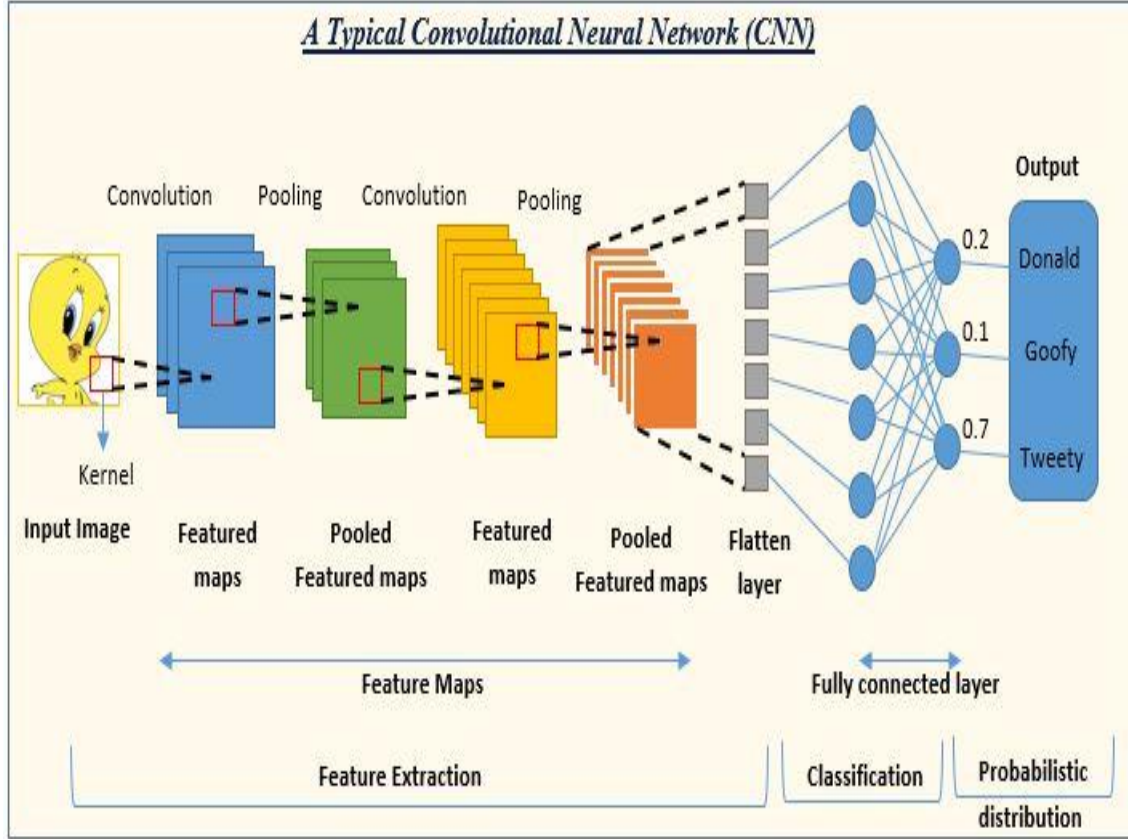 A Typical Convolutional Neural Network (CNN)
Convolution
Pooling
Convolution
Pooling
Output
0.2
Donald
0.1
Goofy
0.7
Tweety
Kernel
Input Image
Featured
maps
Pooled
Featured maps
Featured
maps
Pooled
Featured maps
Flatten
layer
Feature Maps
Fully connected layer
Feature Extraction
Classification
Probabilistic
distribution